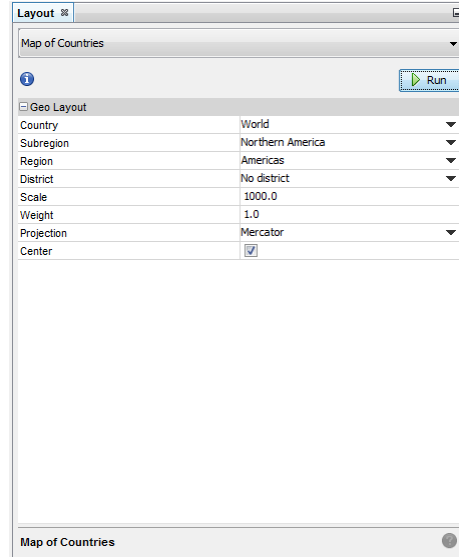 Layout
Map of Countries
Run
Geo Layout
Country World
Subregion Northern America
Region Americas
District No district
Scale 1000.0
Weight 1.0
Projection Mercator
Center
Map of Countries